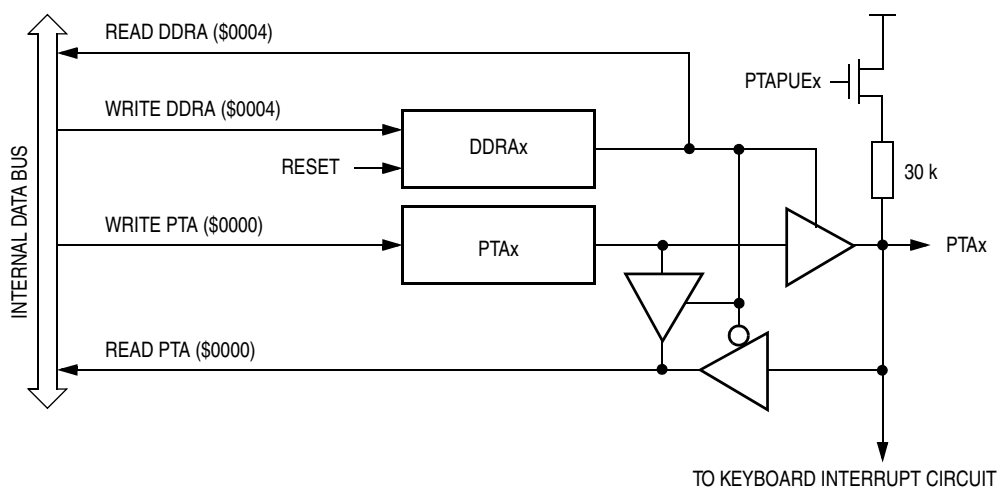 READ DDRA ($0004)
PTAPUEx
WRITE DDRA ($0004)
DDRAx
RESET
30 k
INTERNAL DATA BUS
WRITE PTA ($0000)
PTAx
PTAx
READ PTA ($0000)
TO KEYBOARD INTERRUPT CIRCUIT